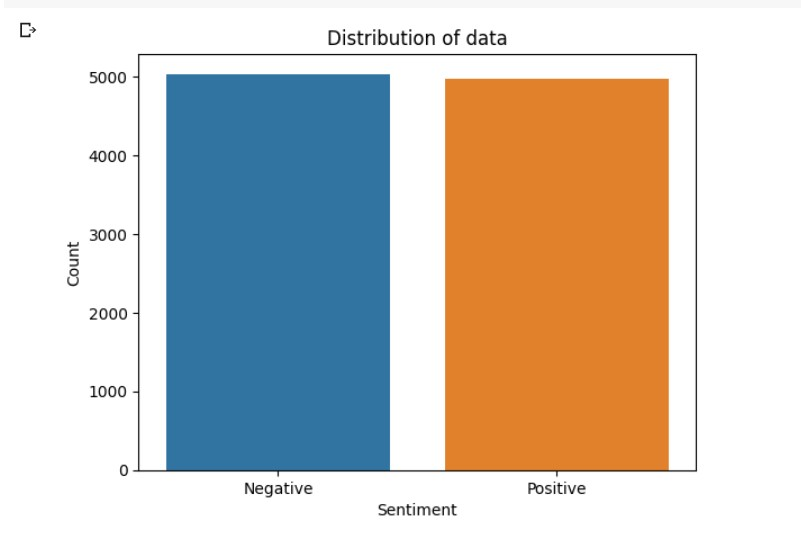 Distribution of data
5000
4000
3000
2000
1000
0
Count
Negative
Positive
Sentiment